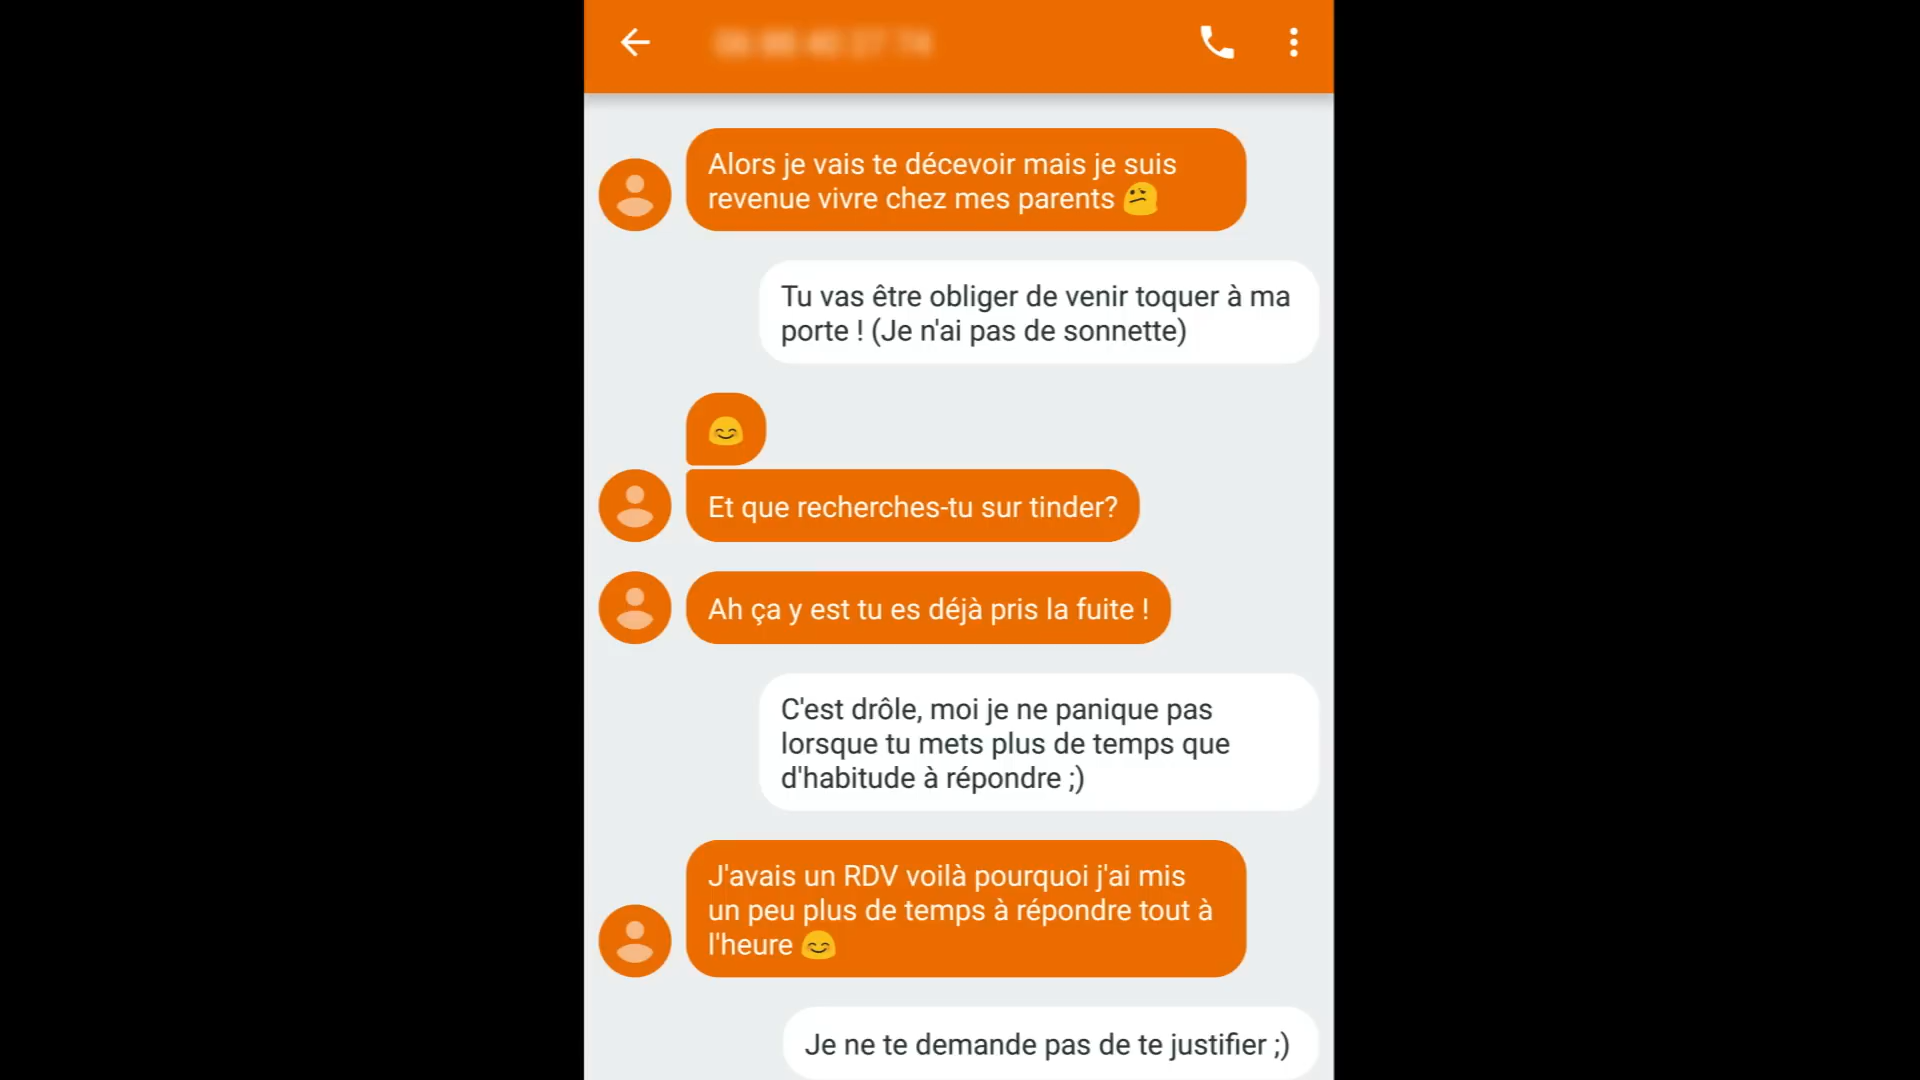 Alors je vais te décevoir mais je suis
revenue vivre chez mes parents 😕
Tu vas être obliger de venir toquer à ma
porte ! (Je n'ai pas de sonnette)
😊
Et que recherches-tu sur tinder?
Ah ça y est tu es déjà pris la fuite !
C'est drôle, moi je ne panique pas
lorsque tu mets plus de temps que
d'habitude à répondre ;)
J'avais un RDV voilà pourquoi j'ai mis
un peu plus de temps à répondre tout à
l'heure 😊
Je ne te demande pas de te justifier ;)